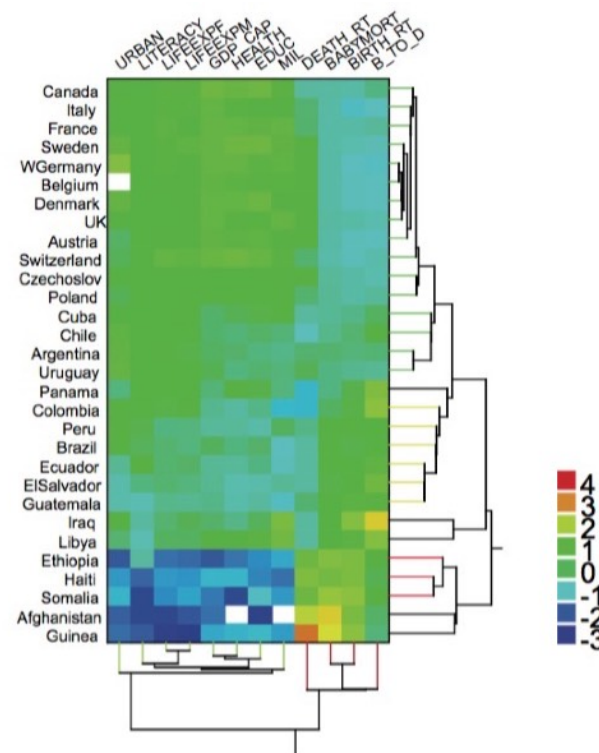 URBAN
LITERACY
LIFEEXPF
LIFEEXPM
GDP_CAP
HEALTH
EDUC
MIL
DEATH_RT
BABYMORT
BIRTH_RT
B_TO_D
Canada
Italy
France
Sweden
WGermany
Belgium
Denmark
UK
Austria
Switzerland
Czechoslov
Poland
Cuba
Chile
Argentina
Uruguay
Panama
Colombia
Peru
Brazil
Ecuador
ElSalvador
Guatemala
Iraq
Libya
Ethiopia
Haiti
Somalia
Afghanistan
Guinea
4
3
2
1
0
-1
-2
-3